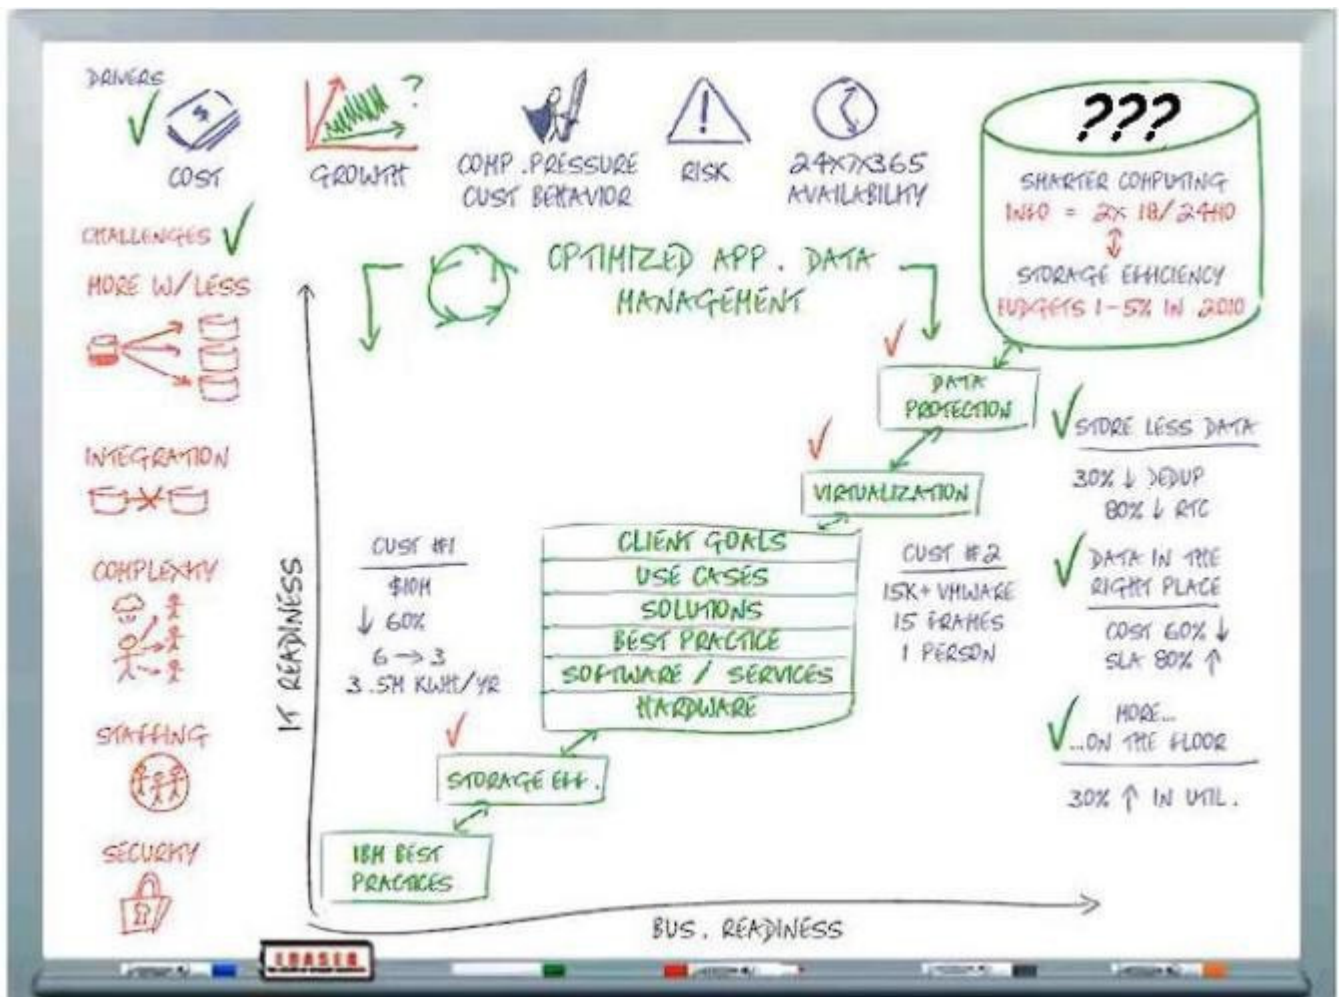 DRIVERS
COST
GROWTH
?
COMP. PRESSURE
CUST BEHAVIOR
!
RISK
24X7X365
AVAILABILITY
???
SMARTER COMPUTING
INFO = 2X 18/24MO
STORAGE EFFICIENCY
BUDGETS 1-5% IN 2010
CHALLENGES
MORE W/LESS
INTEGRATION
COMPLEXITY
STAFFING
SECURITY
OPTIMIZED APP. DATA
MANAGEMENT
IT READINESS
BUS. READINESS
DATA
PROTECTION
VIRTUALIZATION
CUST #1
$10M
↓ 60%
6 → 3
3.5M KWH/YR
CLIENT GOALS
USE CASES
SOLUTIONS
BEST PRACTICE
SOFTWARE / SERVICES
HARDWARE
CUST #2
15K+ VMWARE
15 FRAMES
1 PERSON
STORAGE EFF.
IBM BEST
PRACTICES
STORE LESS DATA
30% ↓ DEDUP
80% ↓ RTC
DATA IN THE
RIGHT PLACE
COST 60% ↓
SLA 80% ↑
MORE...
...ON THE FLOOR
30% ↑ IN UTIL.
ERASER